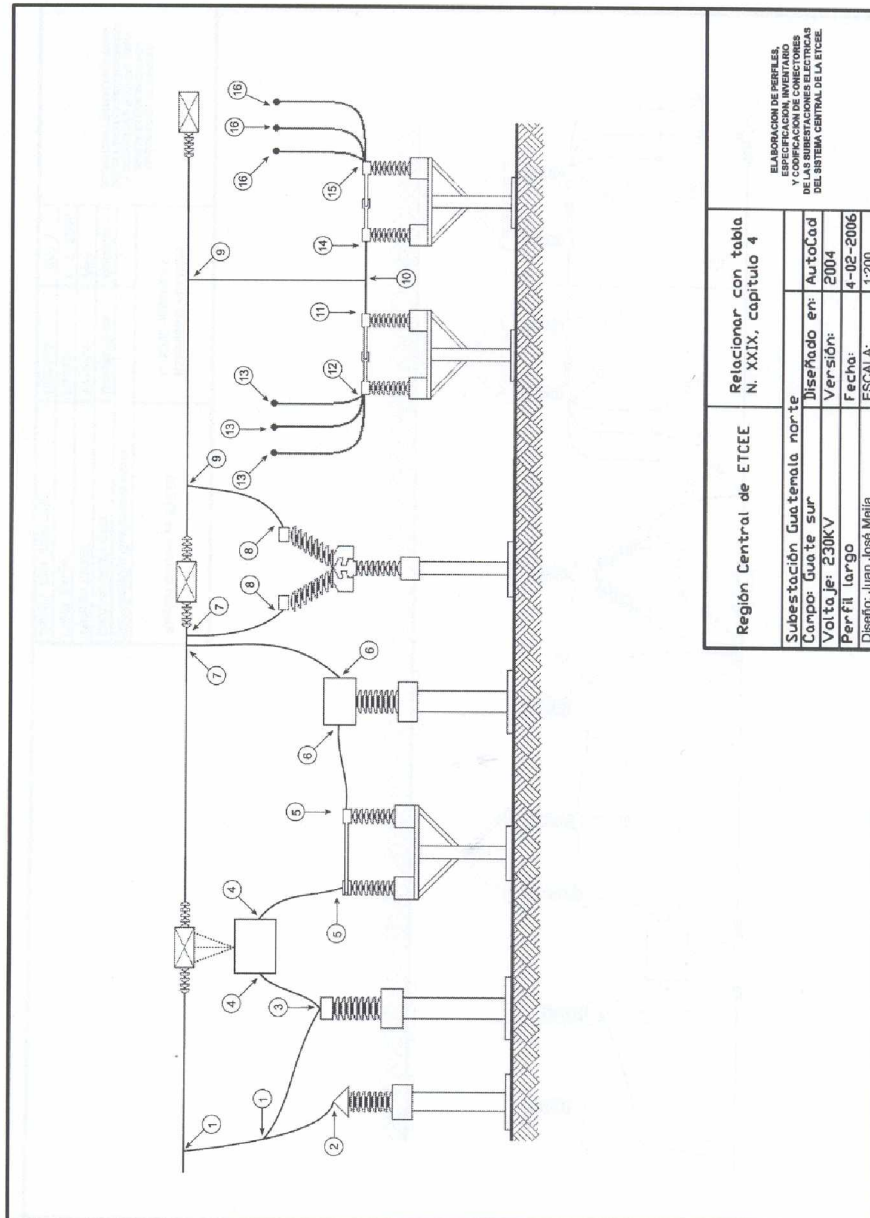 1
1
2
3
4
4
5
5
6
6
7
7
8
8
9
9
10
11
12
13
13
13
14
15
16
16
16
Región Central de ETCEE
Relacionar con tabla
N. XXIX, capitulo 4
ELABORACION DE PERFILES,
ESPECIFICACION, INVENTARIO
Y CODIFICACION DE CONECTORES
DE LAS SUBESTACIONES ELECTRICAS
DEL SISTEMA CENTRAL DE LA ETCEE.
Subestación Guatemala norte
Campo: Guate sur
Diseñado en: AutoCad
Voltaje: 230KV
Versión: 2004
Perfil largo
Fecha: 4-02-2006
Diseño: Juan José Mejía
ESCALA: 1:200